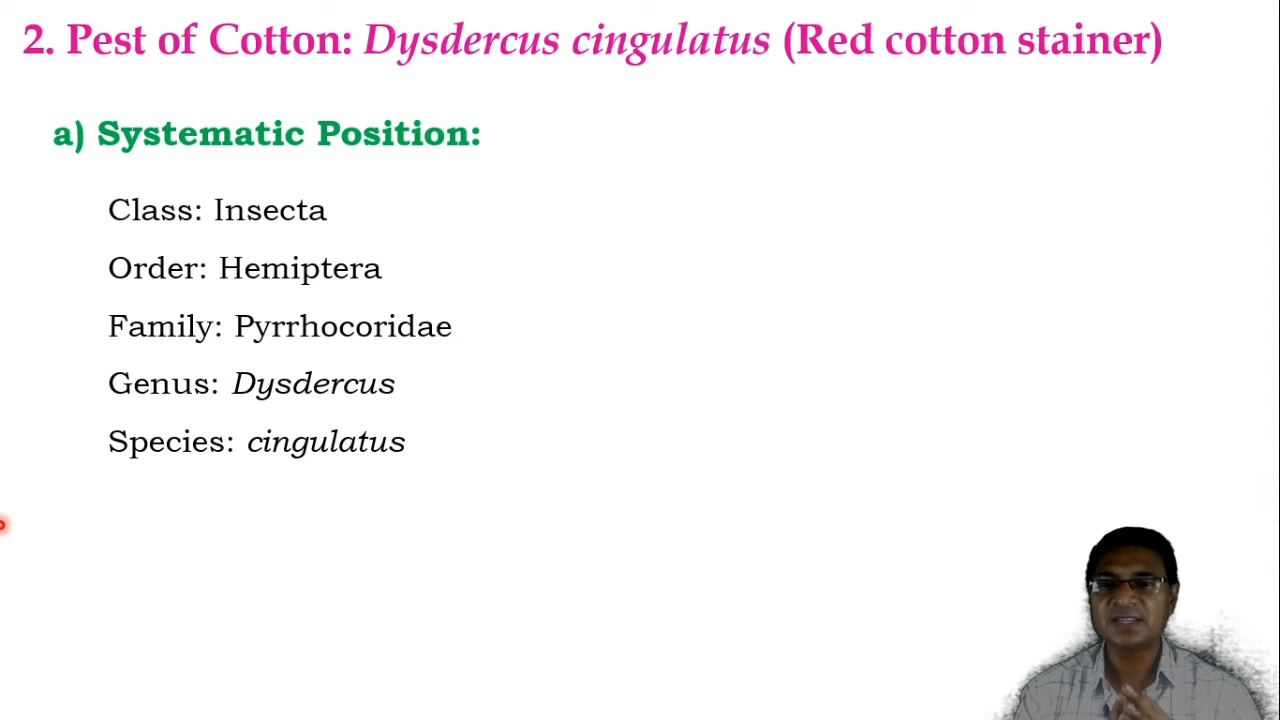 2. Pest of Cotton: Dysdercus cingulatus (Red cotton stainer)
a) Systematic Position:
Class: Insecta
Order: Hemiptera
Family: Pyrrhocoridae
Genus: Dysdercus
Species: cingulatus